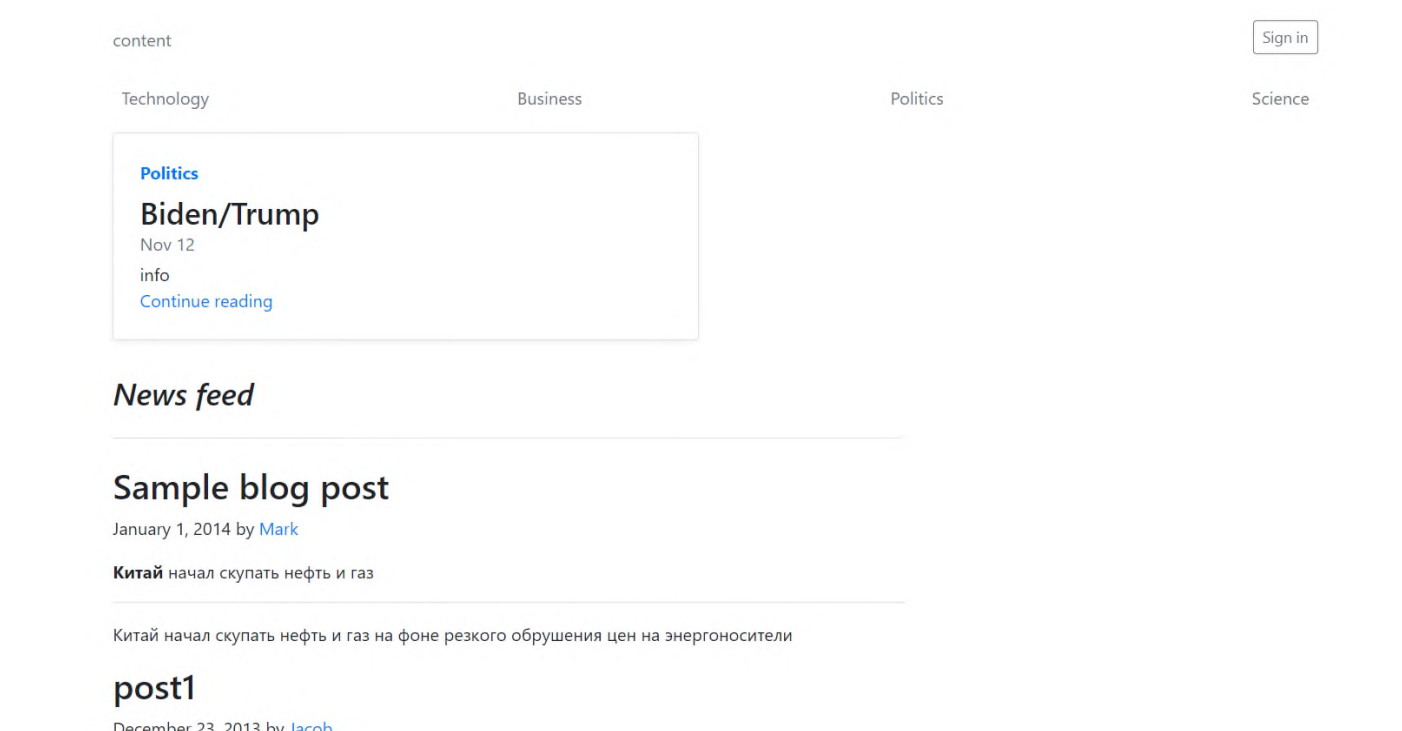 content
Sign in
Technology Business Politics Science
Politics
Biden/Trump
Nov 12
info
Continue reading
News feed
Sample blog post
January 1, 2014 by Mark
Китай начал скупать нефть и газ
Китай начал скупать нефть и газ на фоне резкого обрушения цен на энергоносители
post1
December 23, 2013 by Jacob